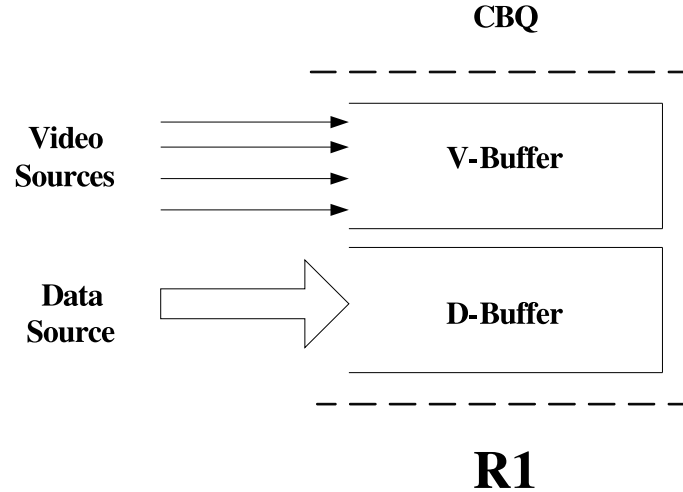 CBQ
Video
Sources
V-Buffer
Data
Source
D-Buffer
R1